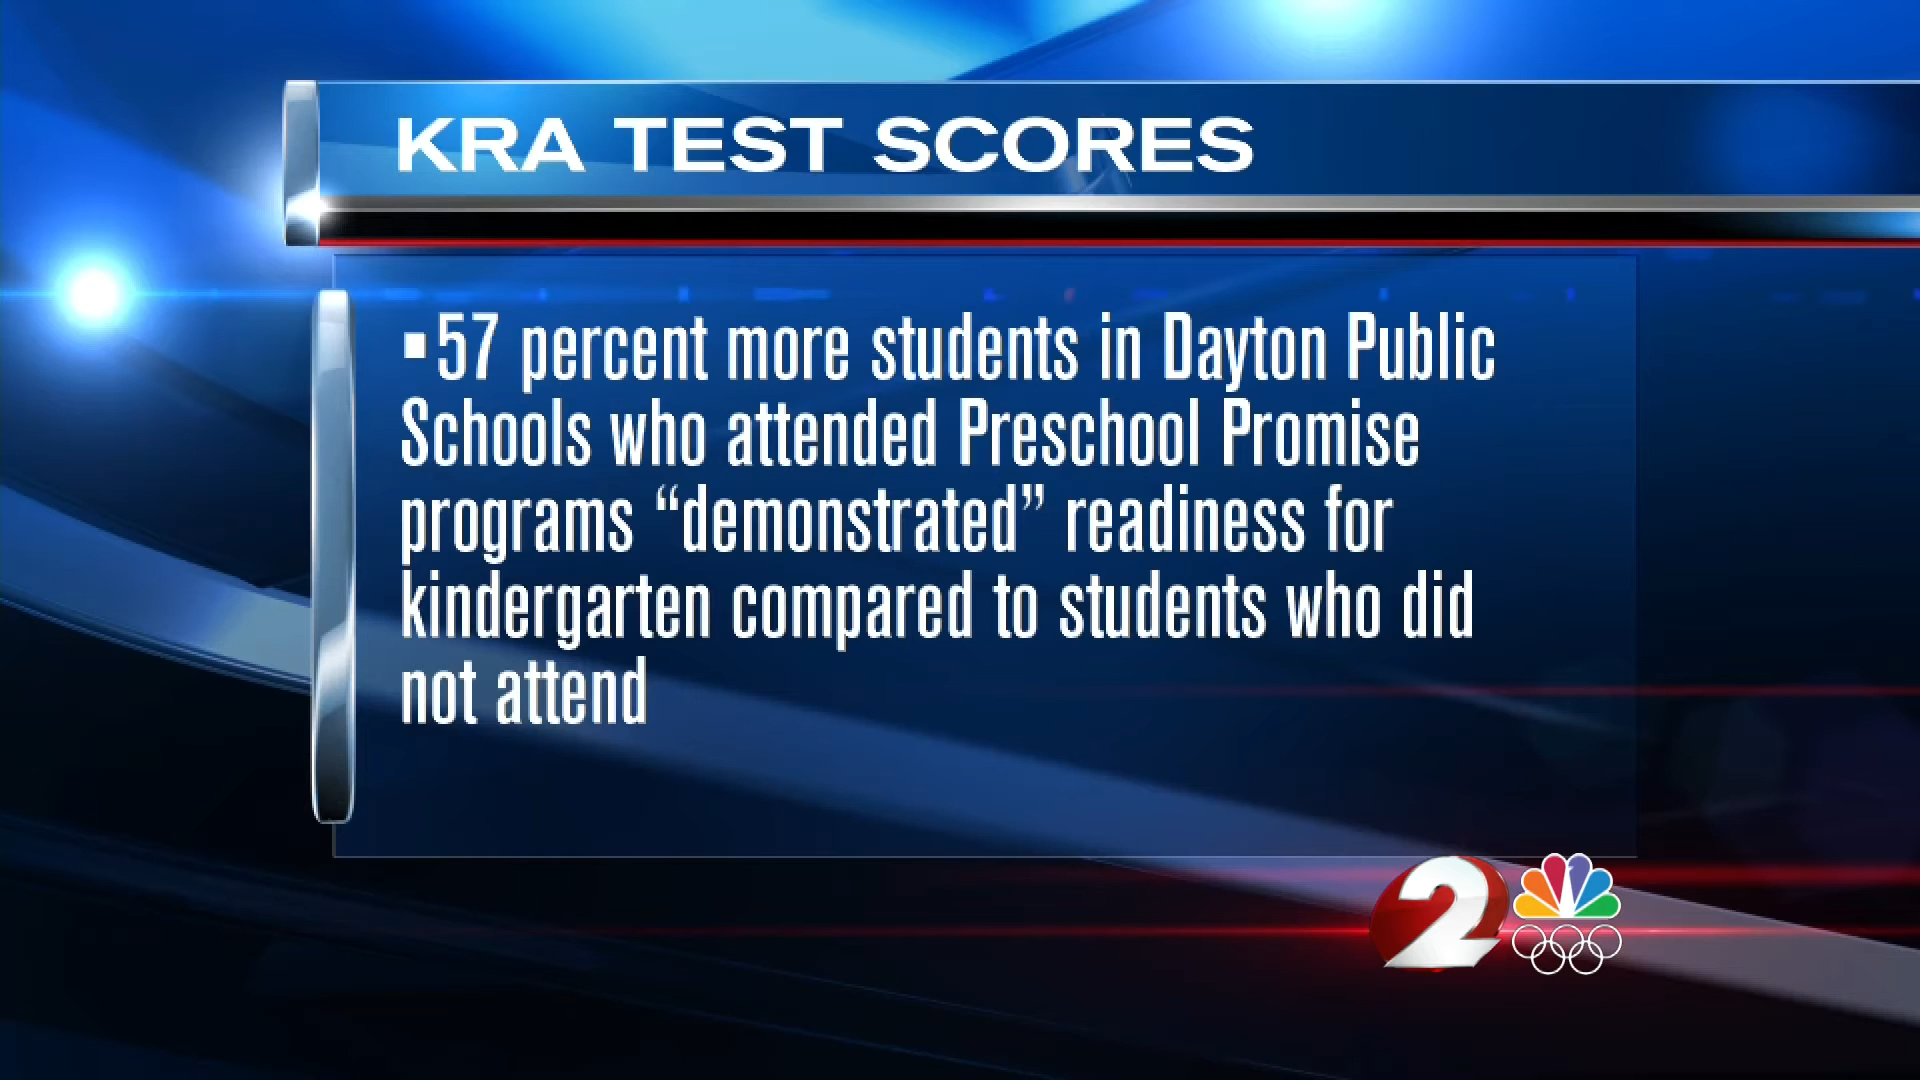 KRA TEST SCORES
▪57 percent more students in Dayton Public
Schools who attended Preschool Promise
programs “demonstrated” readiness for
kindergarten compared to students who did
not attend
2